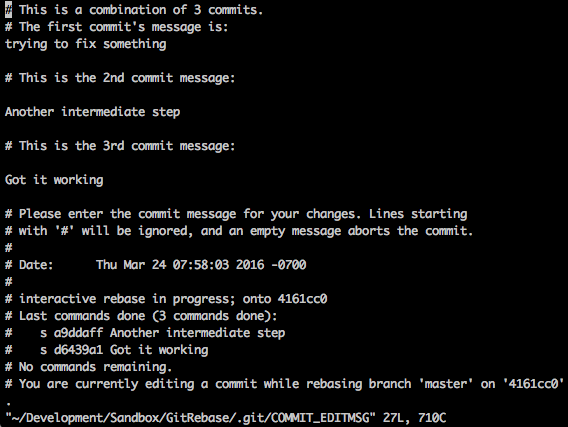 # This is a combination of 3 commits.
# The first commit's message is:
trying to fix something
# This is the 2nd commit message:
Another intermediate step
# This is the 3rd commit message:
Got it working
# Please enter the commit message for your changes. Lines starting
# with '#' will be ignored, and an empty message aborts the commit.
#
# Date:      Thu Mar 24 07:58:03 2016 -0700
#
# interactive rebase in progress; onto 4161cc0
# Last commands done (3 commands done):
#    s a9ddaff Another intermediate step
#    s d6439a1 Got it working
# No commands remaining.
# You are currently editing a commit while rebasing branch 'master' on '4161cc0'
.
"~/Development/Sandbox/GitRebase/.git/COMMIT_EDITMSG" 27L, 710C